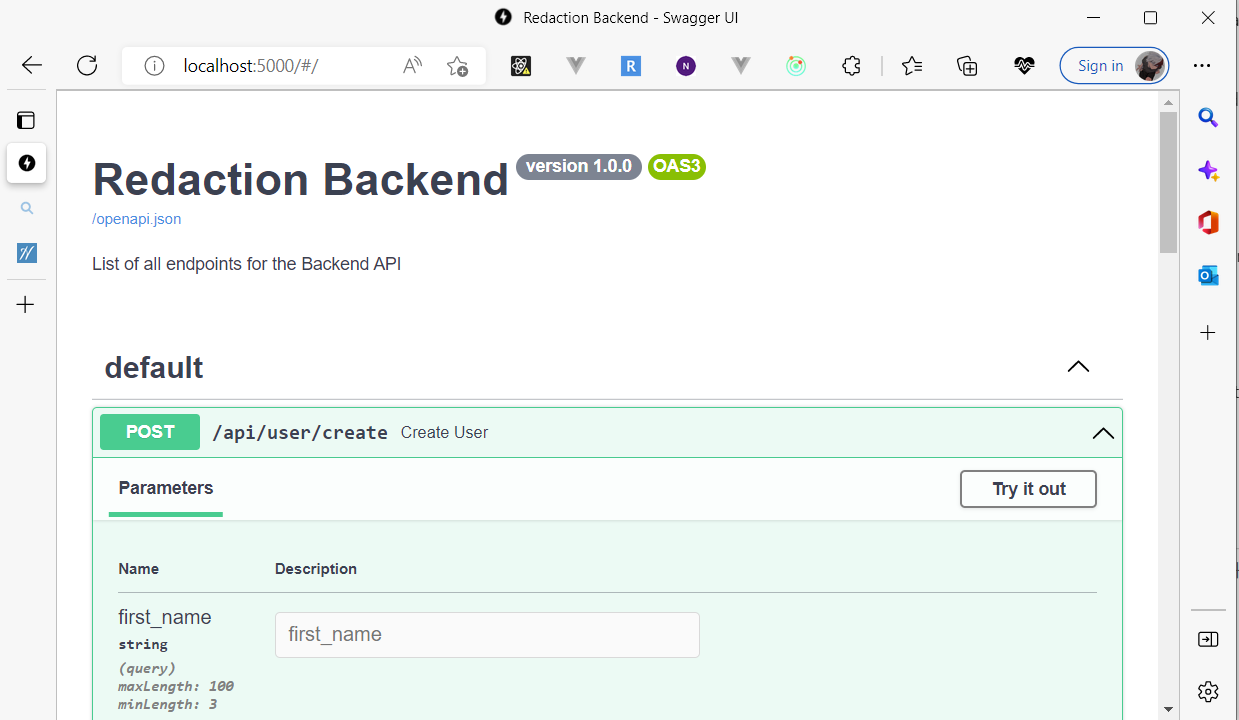 Redaction Backend - Swagger UI
localhost:5000/#/
R
N
Sign in
Redaction Backend version 1.0.0 OAS3
/openapi.json
List of all endpoints for the Backend API
default
POST /api/user/create Create User
Parameters Try it out
Name Description
first_name first_name
string
(query)
maxLength: 100
minLength: 3